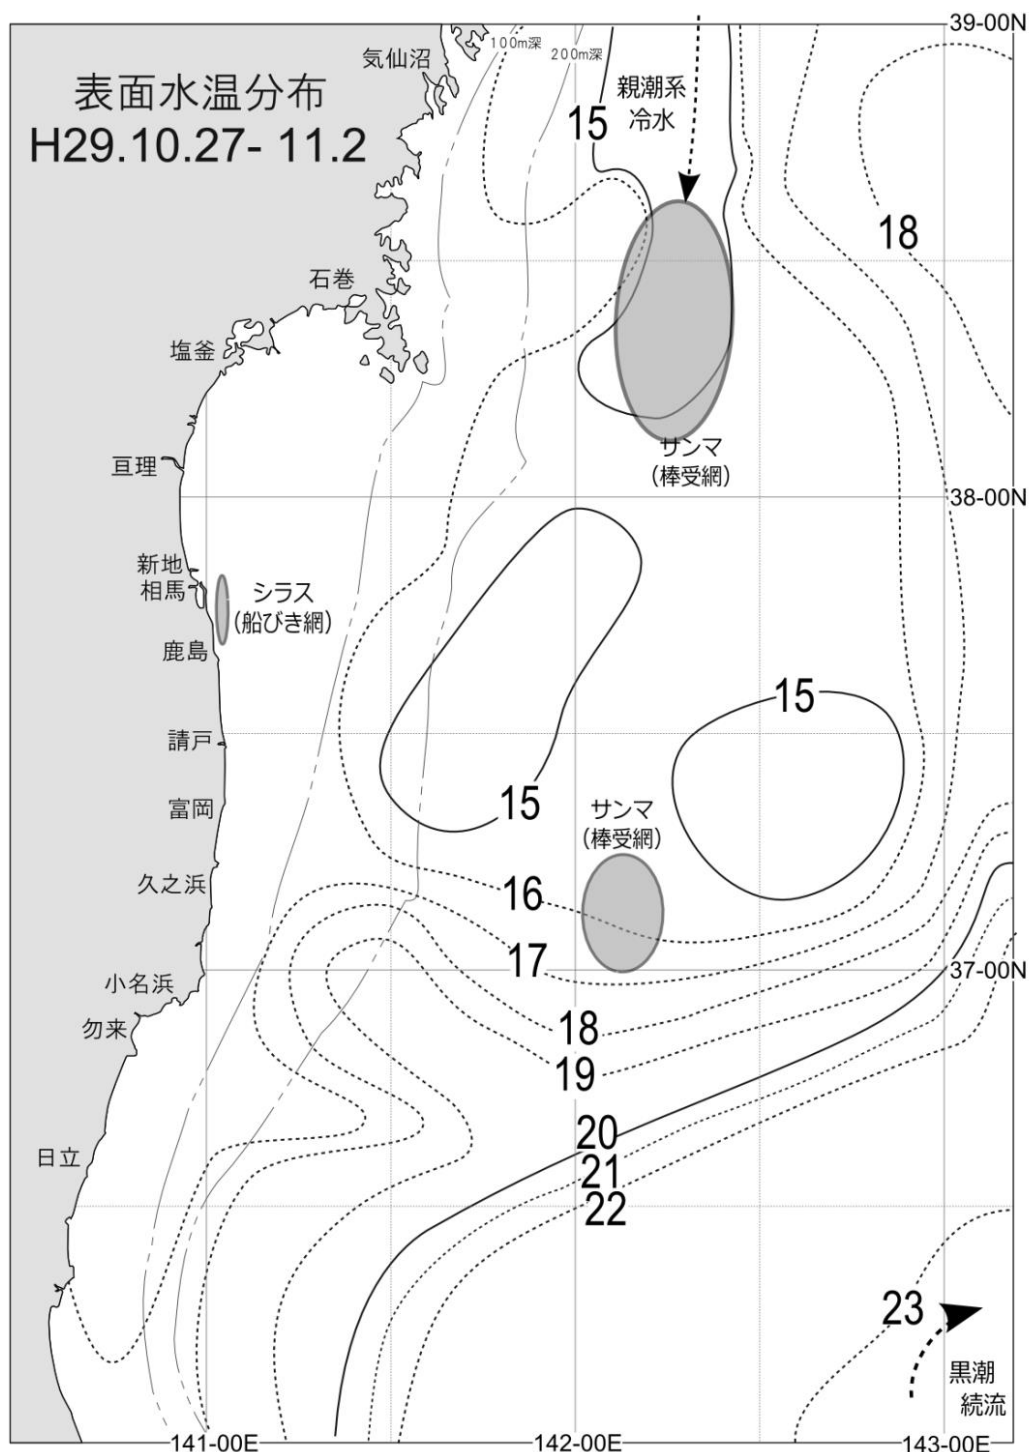 39-00N
100m深
200m深
気仙沼
表面水温分布
H29.10.27- 11.2
親潮系
冷水
15
18
石巻
塩釜
サンマ
(棒受網)
亘理
38-00N
新地
相馬
シラス
(船びき網)
鹿島
15
請戸
15
サンマ
(棒受網)
富岡
久之浜
16
17
37-00N
小名浜
勿来
18
19
20
日立
21
22
23
黒潮
続流
141-00E
142-00E
143-00E